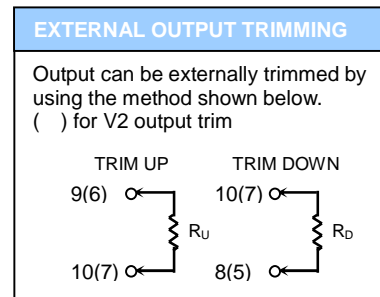 EXTERNAL OUTPUT TRIMMING
Output can be externally trimmed by
using the method shown below.
( ) for V2 output trim
TRIM UP TRIM DOWN
9(6) 10(7)
RU RD
10(7) 8(5)